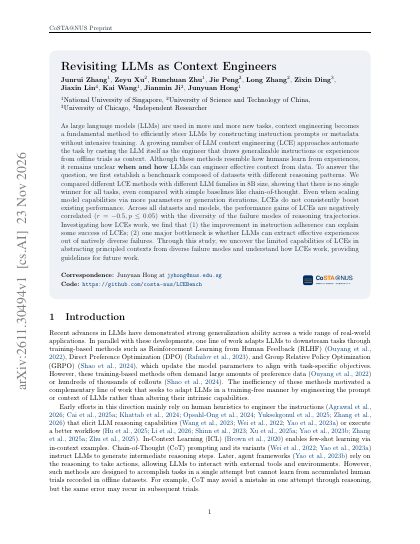 CoSTA@NUS Preprint
Revisiting LLMs as Context Engineers
Junrui Zhang¹, Zeyu Xu², Runchuan Zhu¹, Jie Peng², Long Zhang², Zixin Ding³,
Jiaxin Lin⁴, Kai Wang¹, Jianmin Ji², Junyuan Hong¹
¹National University of Singapore, ²University of Science and Technology of China,
³University of Chicago, ⁴Independent Researcher
As large language models (LLMs) are used in more and more new tasks, context engineering becomes
a fundamental method to efficiently steer LLMs by constructing instruction prompts or metadata
without intensive training. A growing number of LLM context engineering (LCE) approaches automate
the task by casting the LLM itself as the engineer that draws generalizable instructions or experiences
from offline trials as context. Although these methods resemble how humans learn from experiences,
it remains unclear when and how LLMs can engineer effective context from data. To answer the
question, we first establish a benchmark composed of datasets with different reasoning patterns. We
compared different LCE methods with different LLM families in 8B size, showing that there is no single
winner for all tasks, even compared with simple baselines like chain-of-thought. Even when scaling
model capabilities via more parameters or generation iterations, LCEs do not consistently boost
existing performance. Across all datasets and models, the performance gains of LCEs are negatively
correlated (r = −0.5, p ≤ 0.05) with the diversity of the failure modes of reasoning trajectories.
Investigating how LCEs work, we find that (1) the improvement in instruction adherence can explain
some success of LCEs; (2) one major bottleneck is whether LLMs can extract effective experiences
out of natively diverse failures. Through this study, we uncover the limited capabilities of LCEs in
abstracting principled contexts from diverse failure modes and understand how LCEs work, providing
guidelines for future work.
Correspondence: Junyuan Hong at jyhong@nus.edu.sg
Code: https://github.com/costa-nus/LCEBench
CoSTA@NUS
arXiv:2611.30494v1 [cs.AI] 23 Nov 2026
1 Introduction
Recent advances in LLMs have demonstrated strong generalization ability across a wide range of real-world
applications. In parallel with these developments, one line of work adapts LLMs to downstream tasks through
training-based methods such as Reinforcement Learning from Human Feedback (RLHF) (Ouyang et al.,
2022), Direct Preference Optimization (DPO) (Rafailov et al., 2023), and Group Relative Policy Optimization
(GRPO) (Shao et al., 2024), which update the model parameters to align with task-specific objectives.
However, these training-based methods often demand large amounts of preference data (Ouyang et al., 2022)
or hundreds of thousands of rollouts (Shao et al., 2024). The inefficiency of these methods motivated a
complementary line of work that seeks to adapt LLMs in a training-free manner by engineering the prompt
or context of LLMs rather than altering their intrinsic capabilities.
Early efforts in this direction mainly rely on human heuristics to engineer the instructions (Agrawal et al.,
2026; Cai et al., 2025a; Khattab et al., 2024; Opsahl-Ong et al., 2024; Yuksekgonul et al., 2025; Zhang et al.,
2026) that elicit LLM reasoning capabilities (Wang et al., 2023; Wei et al., 2022; Yao et al., 2023a) or execute
a better workflow (Hu et al., 2025; Li et al., 2026; Shinn et al., 2023; Xu et al., 2025a; Yao et al., 2023b; Zhang
et al., 2025a; Zhu et al., 2025). In-Context Learning (ICL) (Brown et al., 2020) enables few-shot learning via
in-context examples. Chain-of-Thought (CoT) prompting and its variants (Wei et al., 2022; Yao et al., 2023a)
instruct LLMs to generate intermediate reasoning steps. Later, agent frameworks (Yao et al., 2023b) rely on
the reasoning to take actions, allowing LLMs to interact with external tools and environments. However,
such methods are designed to accomplish tasks in a single attempt but cannot learn from accumulated human
trials recorded in offline datasets. For example, CoT may avoid a mistake in one attempt through reasoning,
but the same error may recur in subsequent trials.
1